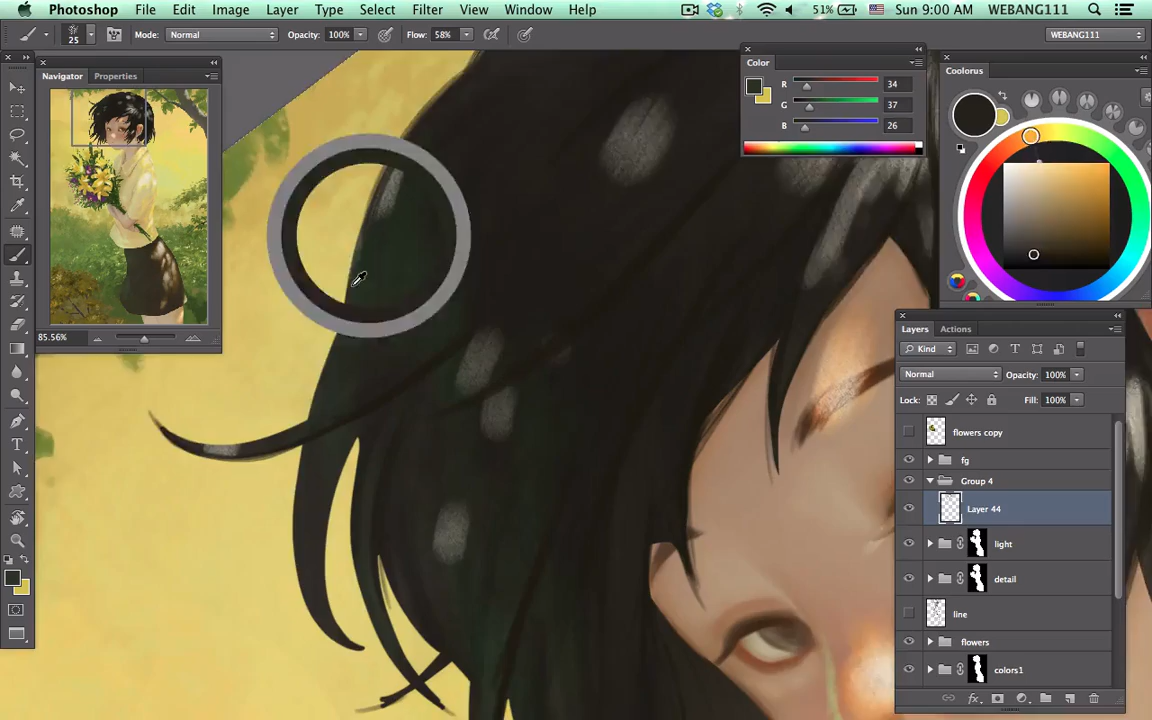 Photoshop File Edit Image Layer Type Select Filter View Window Help 51% Sun 9:00 AM WEBANG111
25 Mode: Normal Opacity: 100% Flow: 58% WEBANG111
Navigator Properties
85.56%
Color
R 34
G 37
B 26
Coolorus
Layers Actions
Kind
Normal Opacity: 100%
Lock: Fill: 100%
flowers copy
fg
Group 4
Layer 44
light
detail
line
flowers
colors1